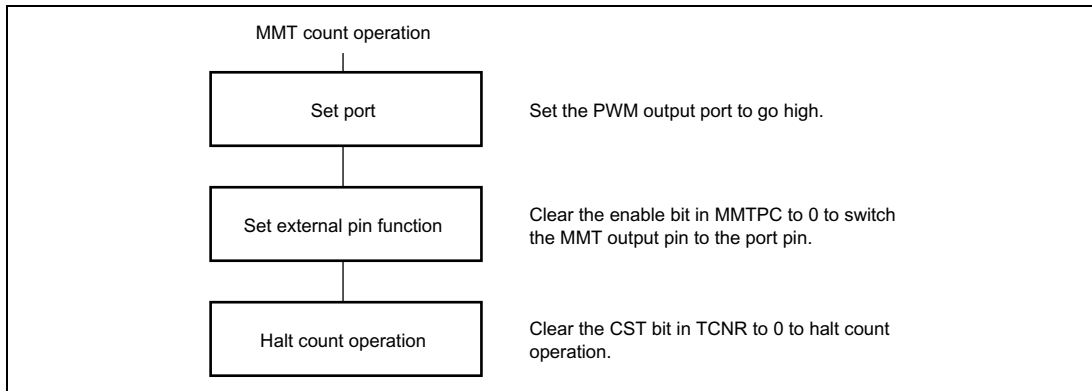 MMT count operation
Set port
Set the PWM output port to go high.
Set external pin function
Clear the enable bit in MMTPC to 0 to switch
the MMT output pin to the port pin.
Halt count operation
Clear the CST bit in TCNR to 0 to halt count
operation.